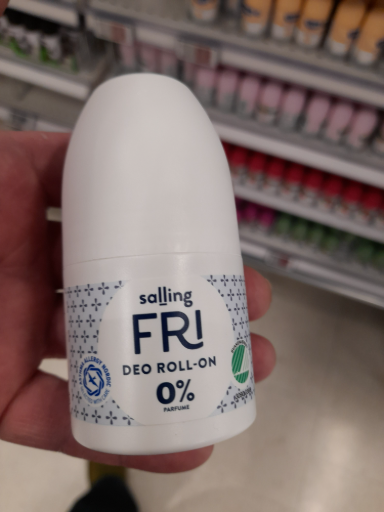 salling
FRI
DEO ROLL-ON
0%
PARFUME